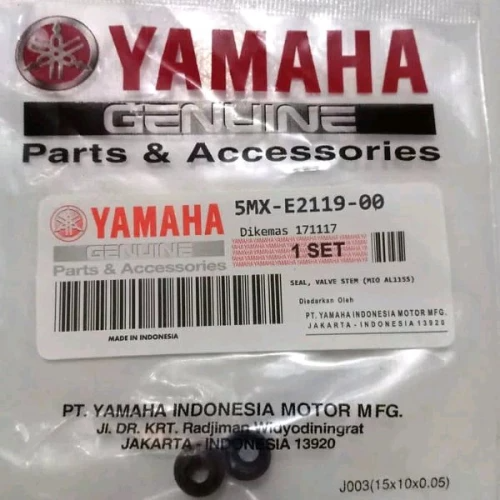 YAMAHA
GENUINE
Parts & Accessories
YAMAHA
GENUINE
Parts & Accessories
MADE IN INDONESIA
5MX-E2119-00
Dikemas 171117
1 SET
SEAL, VALVE STEM (MIO AL115S)
Diedarkan Oleh
PT. YAMAHA INDONESIA MOTOR MFG.
JAKARTA - INDONESIA 13920
PT. YAMAHA INDONESIA MOTOR MFG.
Jl. DR. KRT. Radjiman Widyodiningrat
JAKARTA - INDONESIA 13920
J003(15x10x0.05)